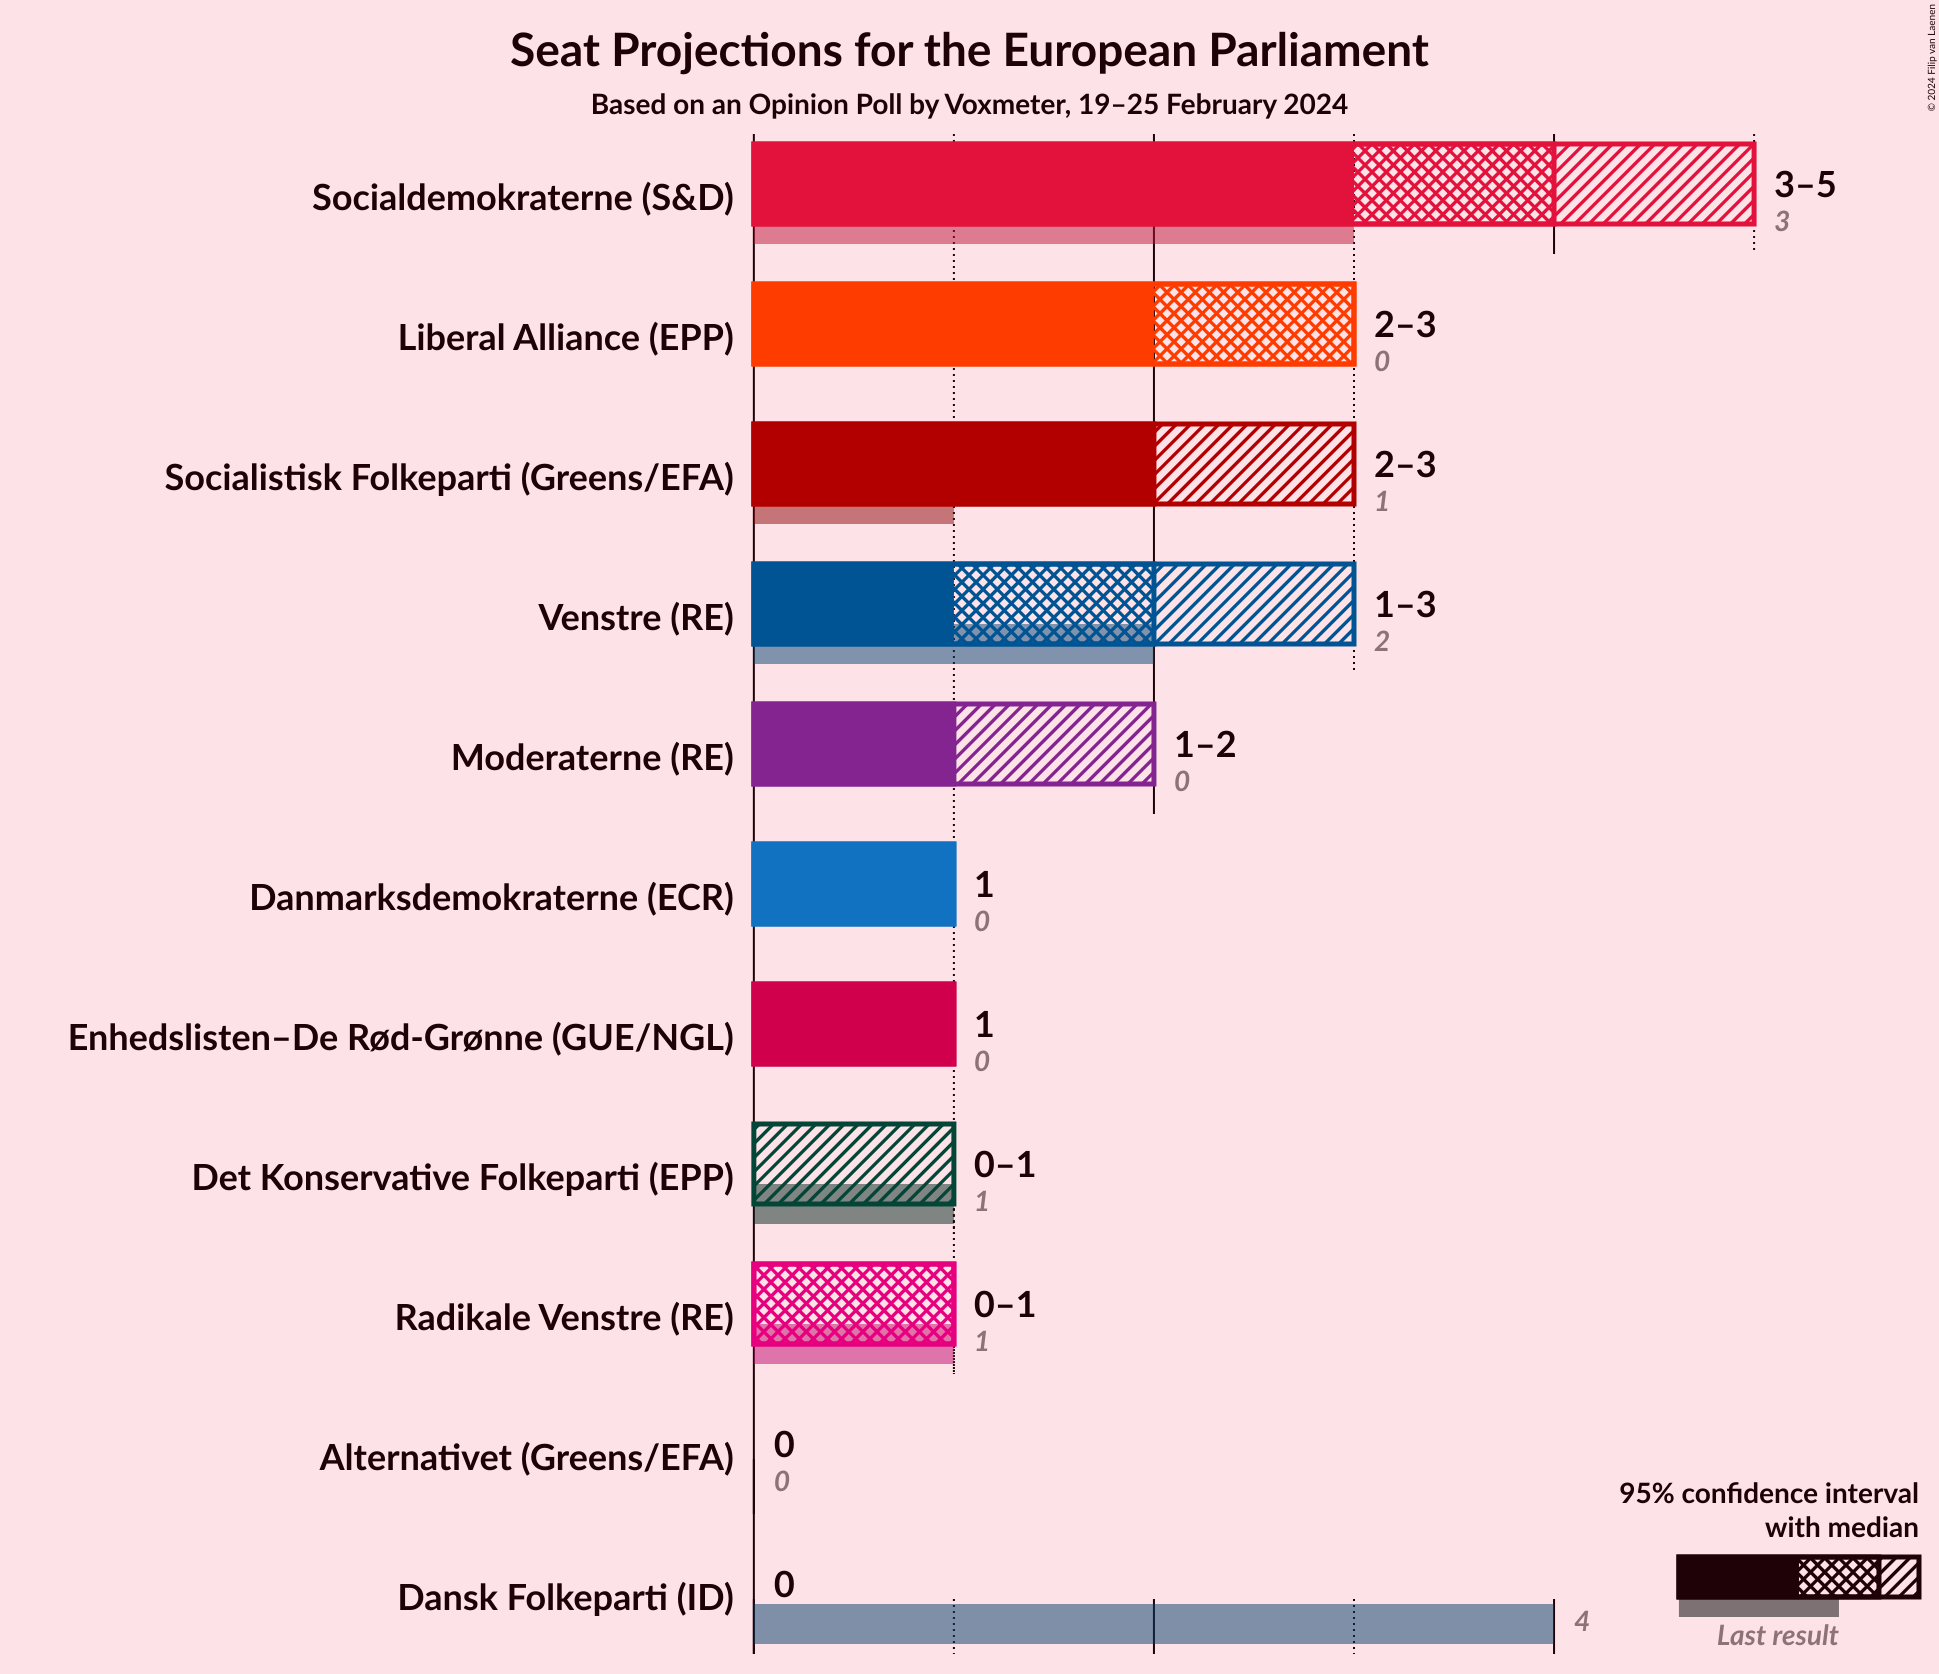 Seat Projections for the European Parliament
Based on an Opinion Poll by Voxmeter, 19–25 February 2024
© 2024 Filip van Laenen
Socialdemokraterne (S&D)
3–5
3
Liberal Alliance (EPP)
2–3
0
Socialistisk Folkeparti (Greens/EFA)
2–3
1
Venstre (RE)
1–3
2
Moderaterne (RE)
1–2
0
Danmarksdemokraterne (ECR)
1
0
Enhedslisten–De Rød-Grønne (GUE/NGL)
1
0
Det Konservative Folkeparti (EPP)
0–1
1
Radikale Venstre (RE)
0–1
1
Alternativet (Greens/EFA)
0
0
Dansk Folkeparti (ID)
0
4
95% confidence interval
with median
Last result